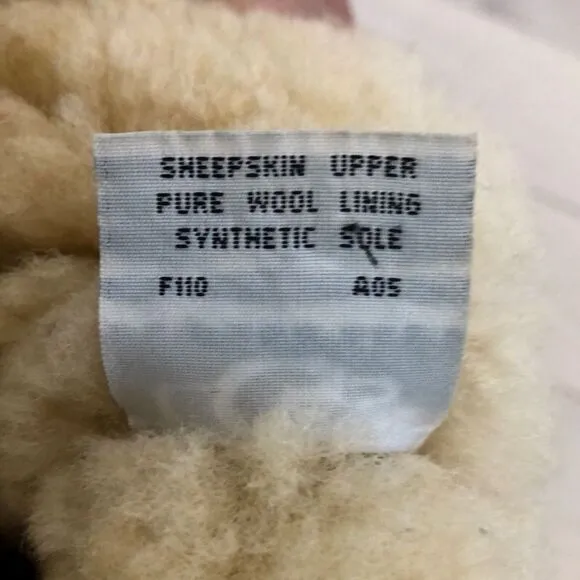 SHEEPSKIN UPPER
PURE WOOL LINING
SYNTHETIC SOLE
F110 A05